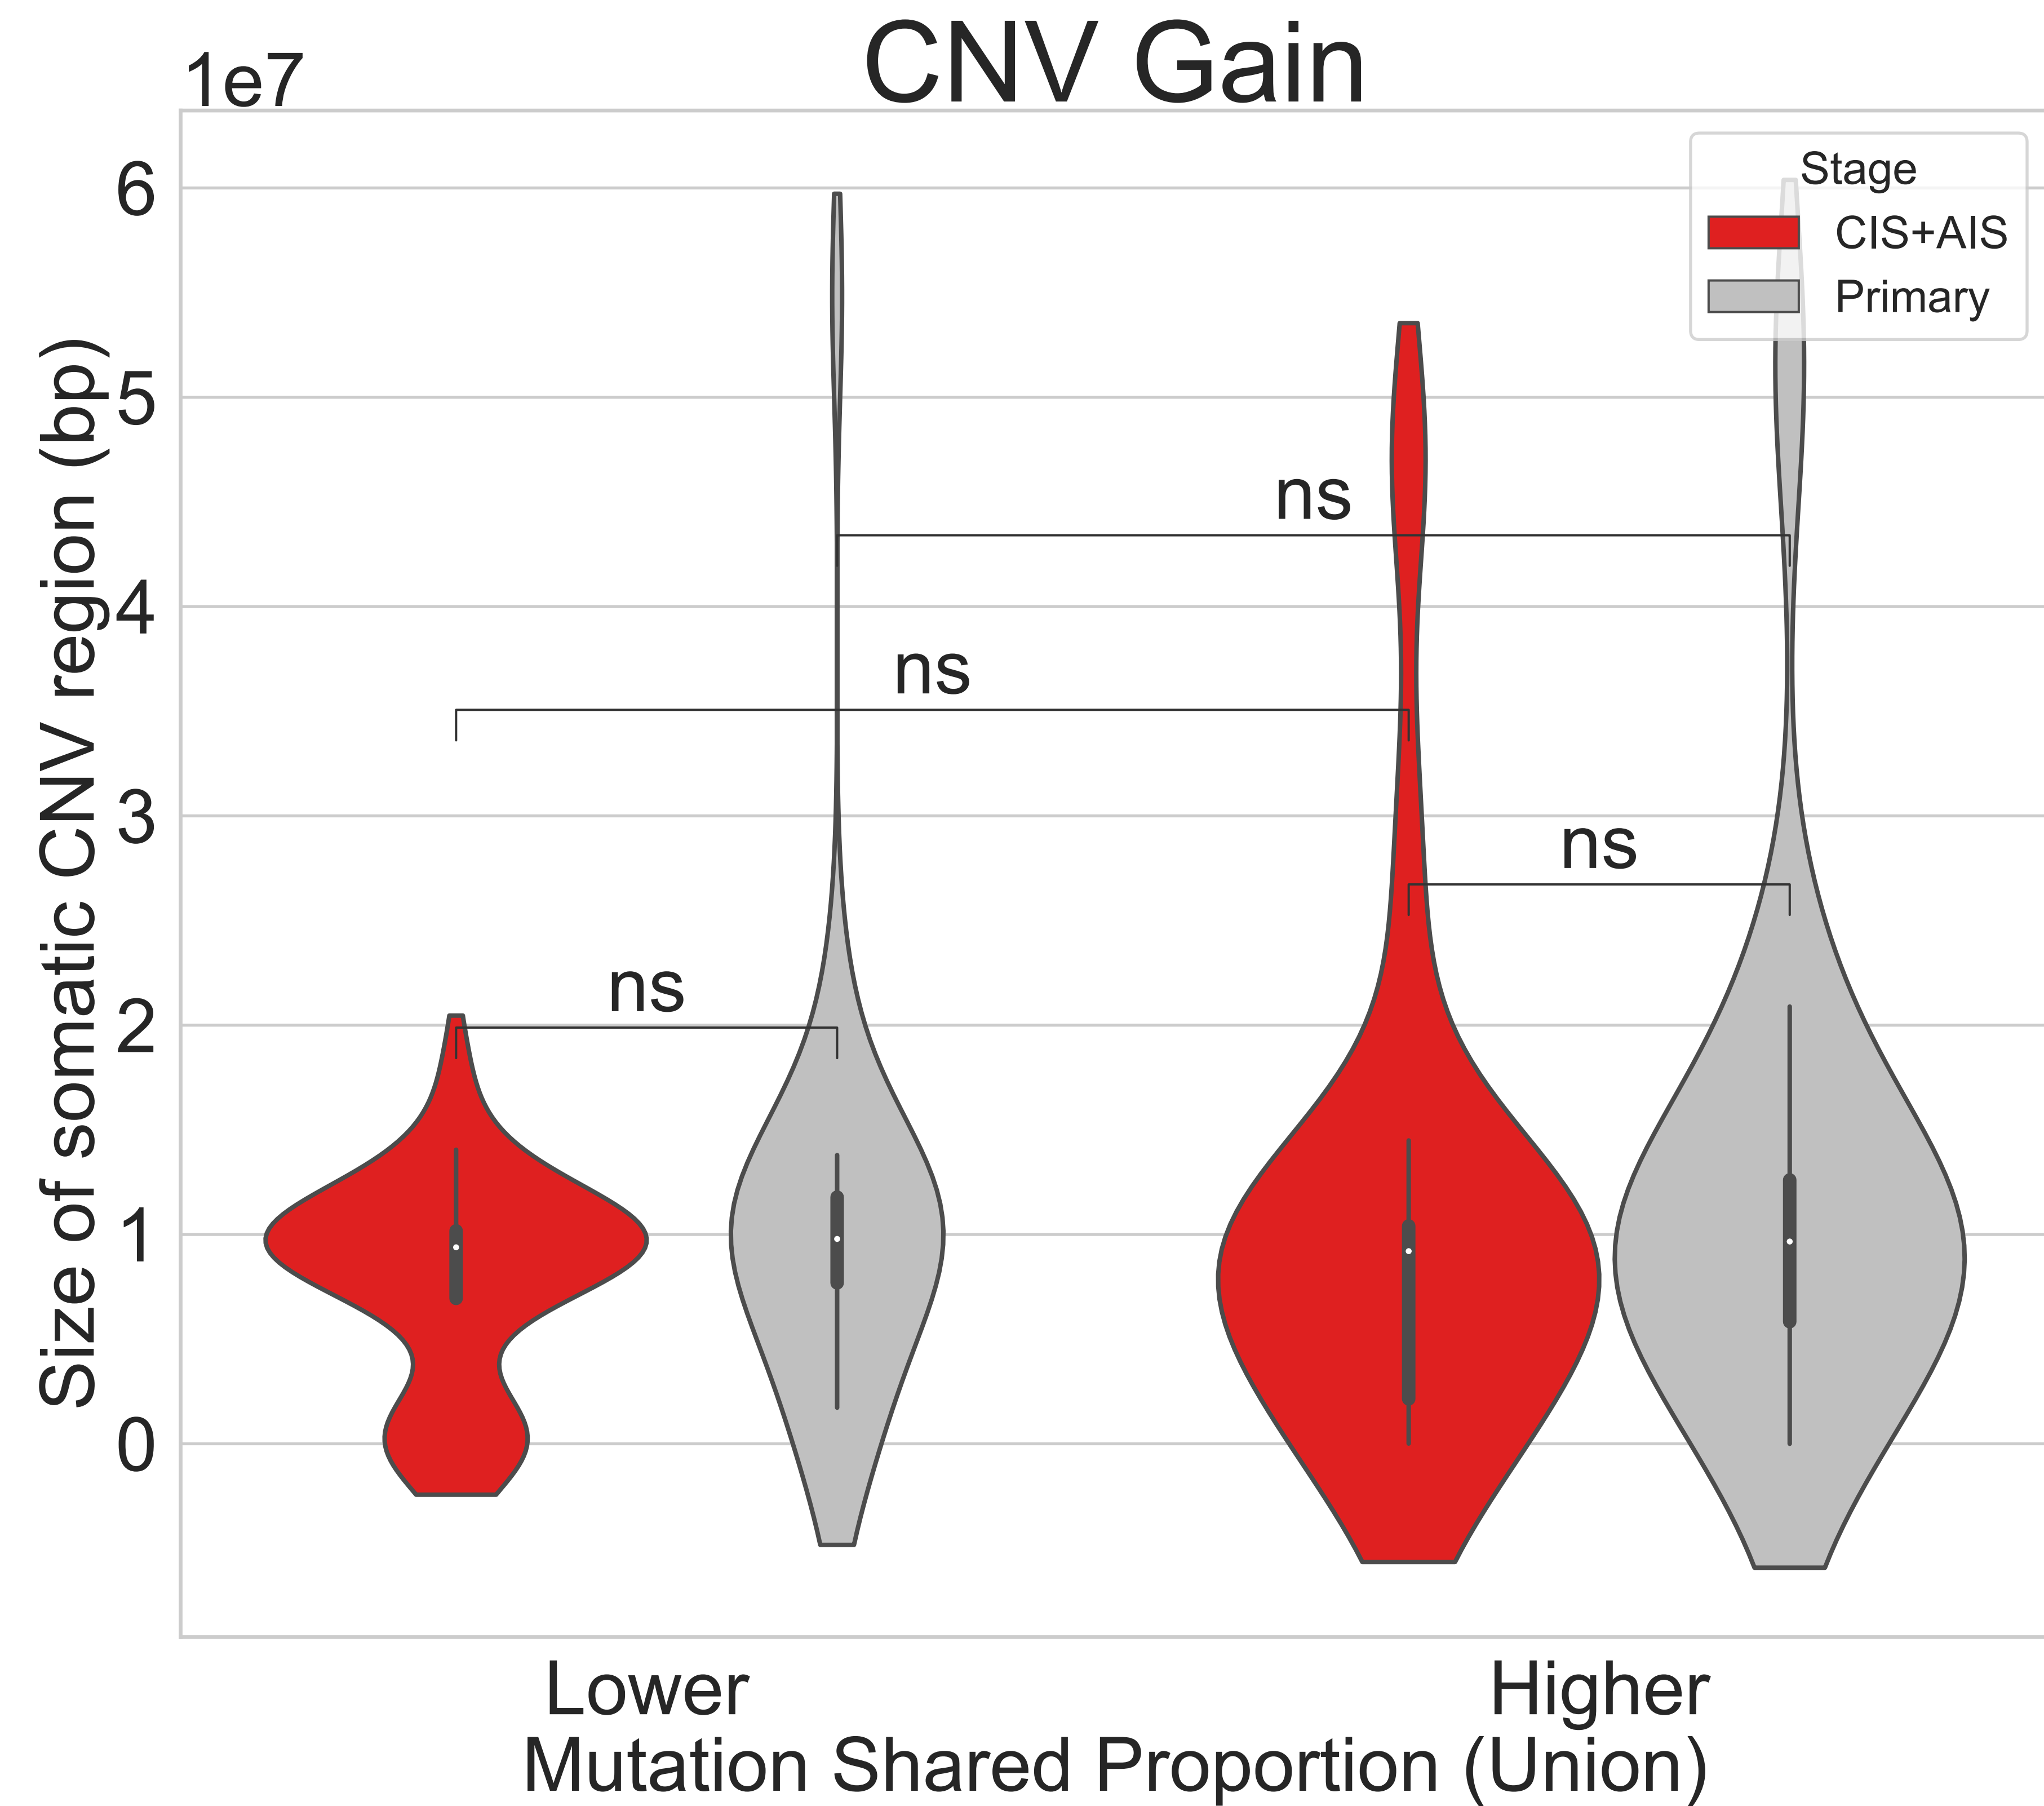 CNV Gain
1e7
Size of somatic CNV region (bp)
6
5
4
3
2
1
0
Stage
CIS+AIS
Primary
ns
ns
ns
ns
Lower
Higher
Mutation Shared Proportion (Union)